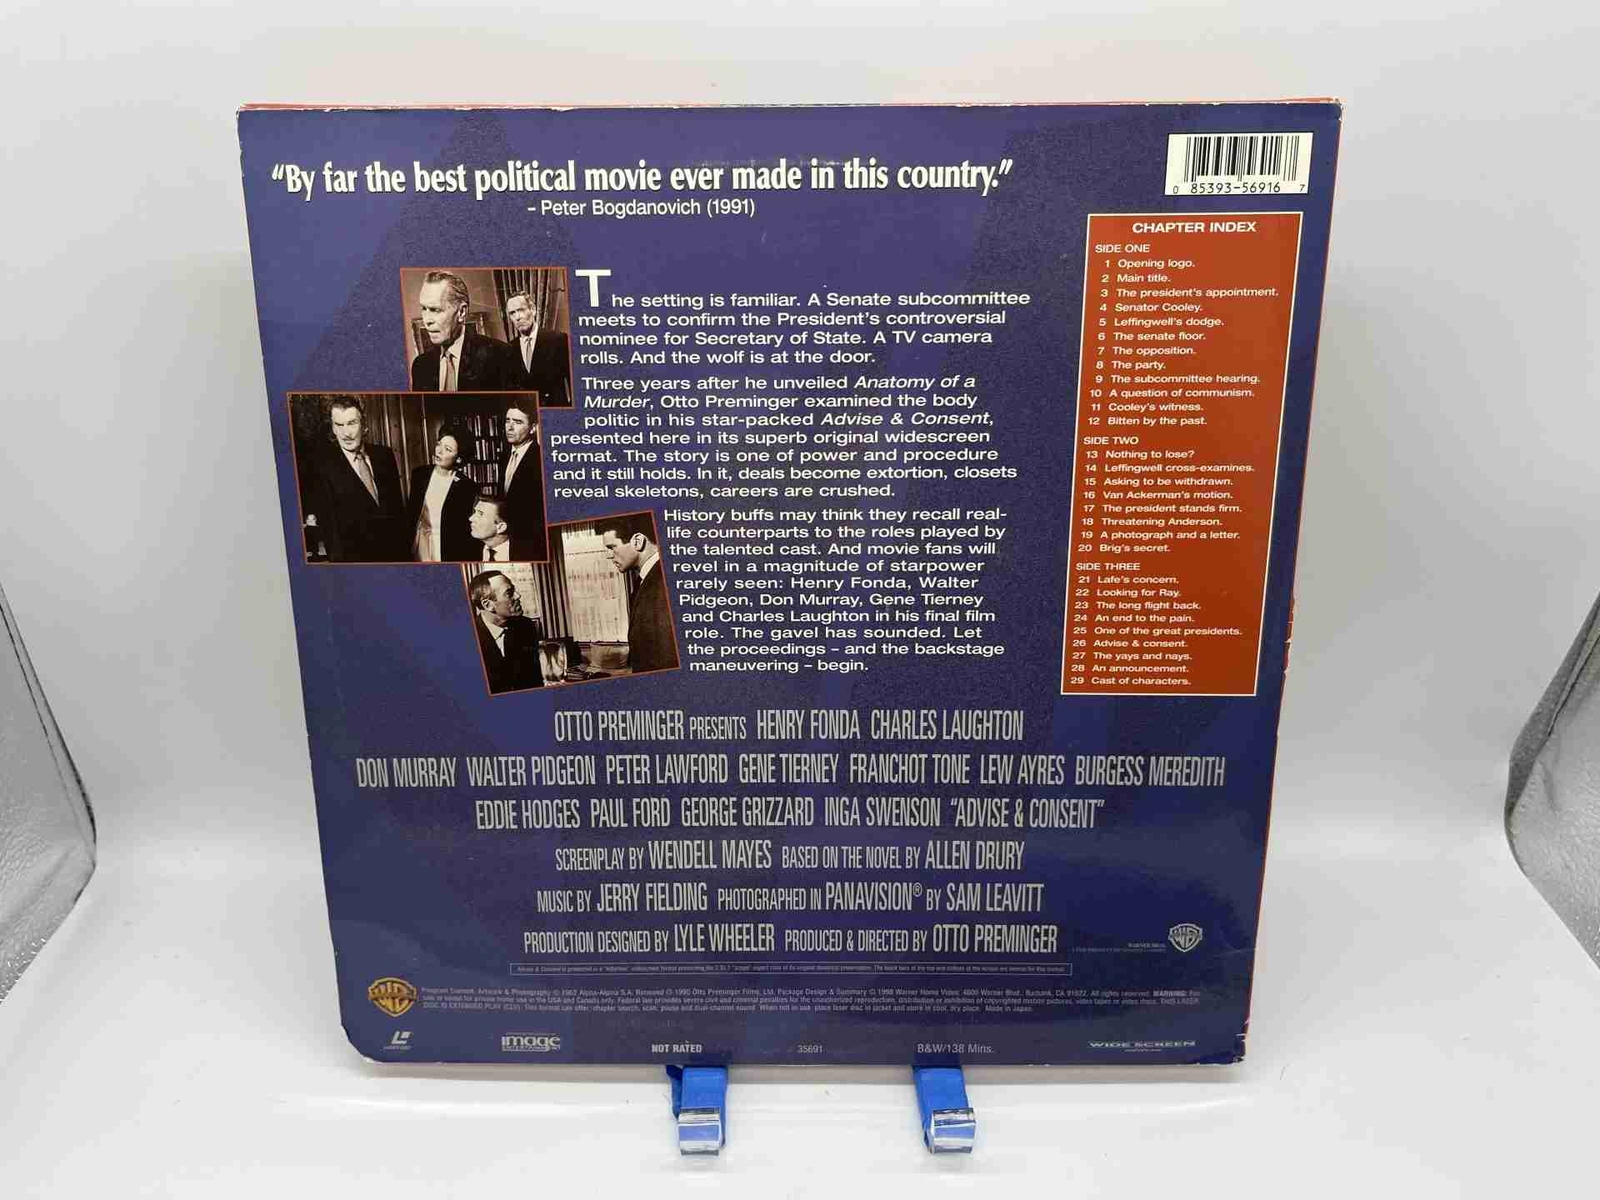 “By far the best political movie ever made in this country.”
– Peter Bogdanovich (1991)
0 85393-56916 7
The setting is familiar. A Senate subcommittee
meets to confirm the President's controversial
nominee for Secretary of State. A TV camera
rolls. And the wolf is at the door.
Three years after he unveiled Anatomy of a
Murder, Otto Preminger examined the body
politic in his star-packed Advise & Consent,
presented here in its superb original widescreen
format. The story is one of power and procedure
and it still holds. In it, deals become extortion, closets
reveal skeletons, careers are crushed.
History buffs may think they recall real-
life counterparts to the roles played by
the talented cast. And movie fans will
revel in a magnitude of starpower
rarely seen: Henry Fonda, Walter
Pidgeon, Don Murray, Gene Tierney
and Charles Laughton in his final film
role. The gavel has sounded. Let
the proceedings – and the backstage
maneuvering – begin.
CHAPTER INDEX
SIDE ONE
1 Opening logo.
2 Main title.
3 The president's appointment.
4 Senator Cooley.
5 Leffingwell's dodge.
6 The senate floor.
7 The opposition.
8 The party.
9 The subcommittee hearing.
10 A question of communism.
11 Cooley's witness.
12 Bitten by the past.
SIDE TWO
13 Nothing to lose?
14 Leffingwell cross-examines.
15 Asking to be withdrawn.
16 Van Ackerman's motion.
17 The president stands firm.
18 Threatening Anderson.
19 A photograph and a letter.
20 Brig's secret.
SIDE THREE
21 Lafe's concern.
22 Looking for Ray.
23 The long flight back.
24 An end to the pain.
25 One of the great presidents.
26 Advise & consent.
27 The yays and nays.
28 An announcement.
29 Cast of characters.
OTTO PREMINGER PRESENTS HENRY FONDA CHARLES LAUGHTON
DON MURRAY WALTER PIDGEON PETER LAWFORD GENE TIERNEY FRANCHOT TONE LEW AYRES BURGESS MEREDITH
EDDIE HODGES PAUL FORD GEORGE GRIZZARD INGA SWENSON “ADVISE & CONSENT”
SCREENPLAY BY WENDELL MAYES BASED ON THE NOVEL BY ALLEN DRURY
MUSIC BY JERRY FIELDING PHOTOGRAPHED IN PANAVISION® BY SAM LEAVITT
PRODUCTION DESIGNED BY LYLE WHEELER PRODUCED & DIRECTED BY OTTO PREMINGER
image
ENTERTAINMENT
NOT RATED
35691
B&W/138 Mins.
WIDE SCREEN